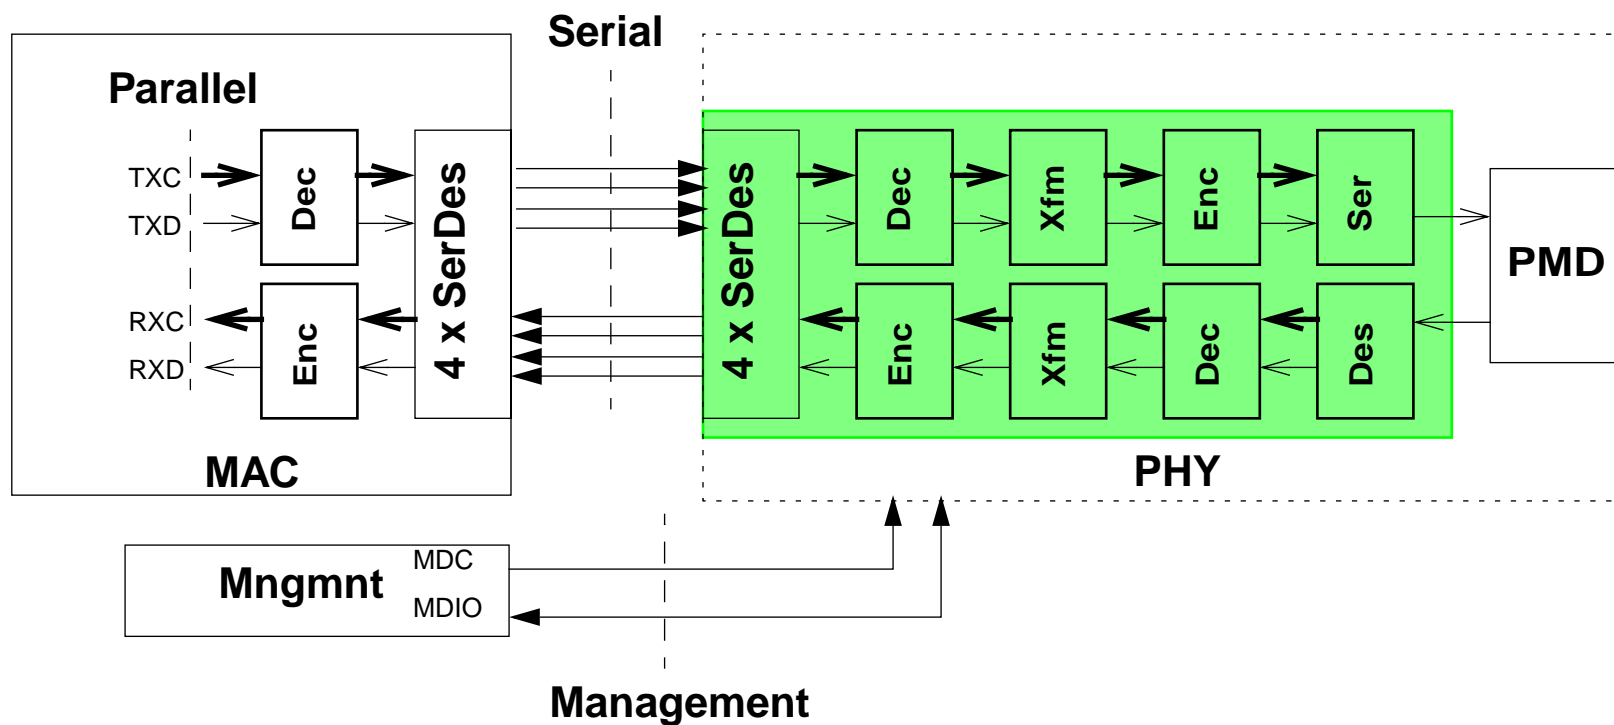 Serial
Parallel
TXC
TXD
RXC
RXD
Dec
Enc
4 x SerDes
MAC
4 x SerDes
Dec
Xfm
Enc
Ser
Enc
Xfm
Dec
Des
PMD
PHY
Mngmnt
MDC
MDIO
Management